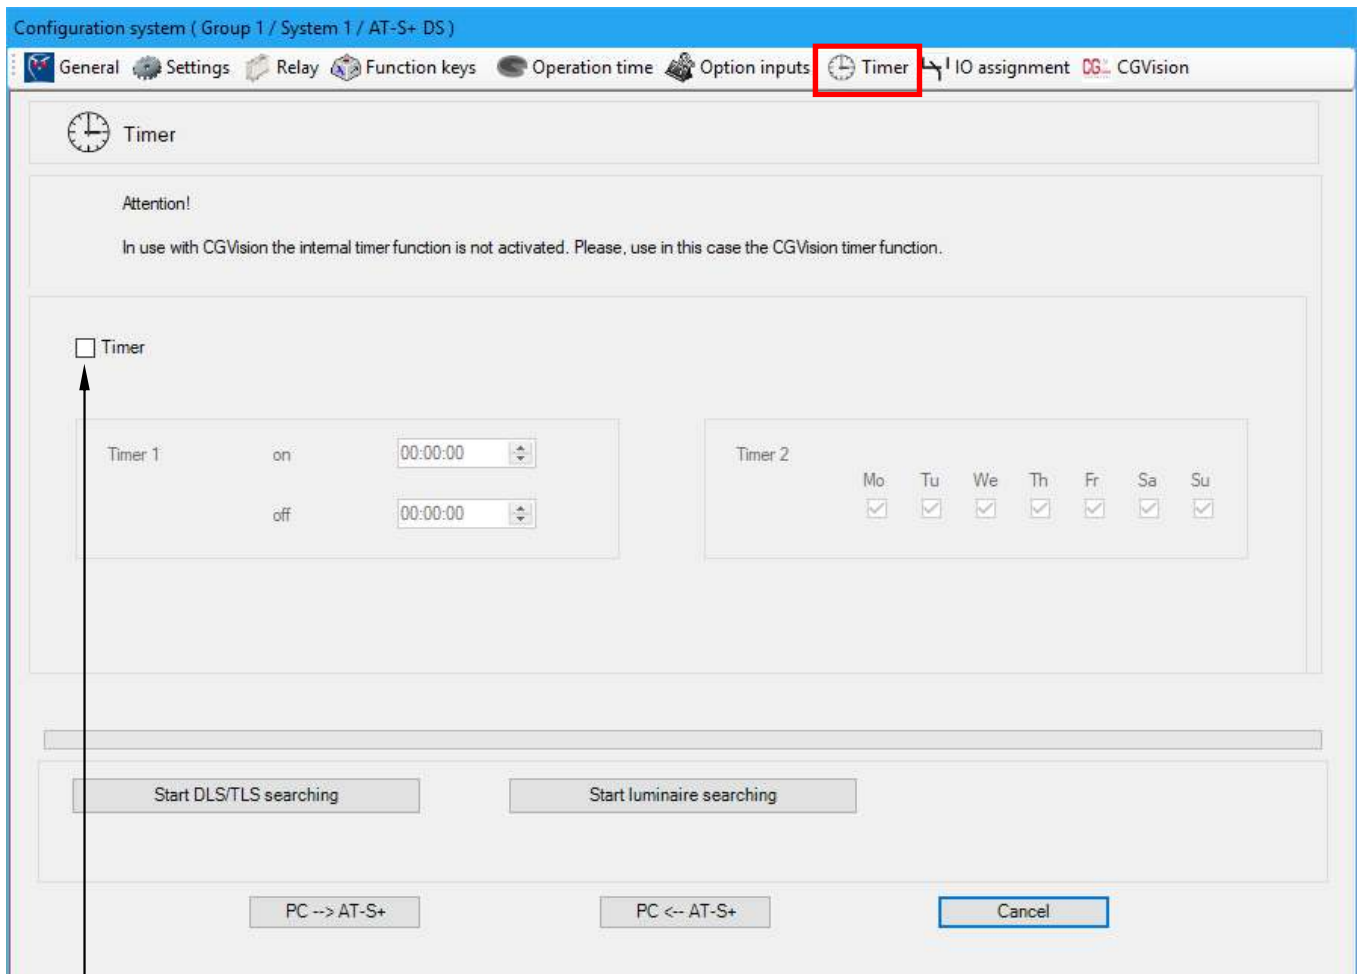 Configuration system ( Group 1 / System 1 / AT-S+ DS )
General Settings Relay Function keys Operation time Option inputs Timer IO assignment CG... CGVision
Timer
Attention!
In use with CGVision the internal timer function is not activated. Please, use in this case the CGVision timer function.
Timer
Timer 1 on 00:00:00
off 00:00:00
Timer 2
Mo Tu We Th Fr Sa Su
Start DLS/TLS searching Start luminaire searching
PC --> AT-S+ PC <-- AT-S+ Cancel